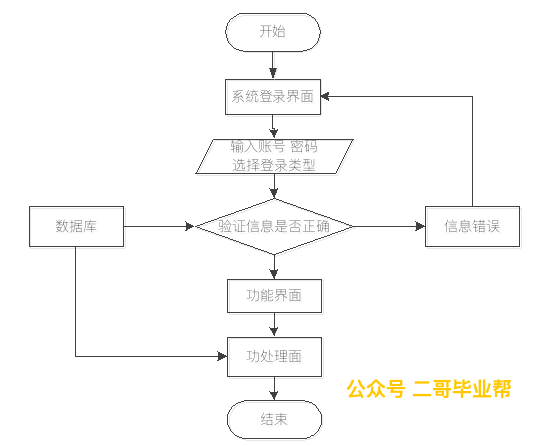 开始
系统登录界面
输入账号 密码
选择登录类型
数据库
验证信息是否正确
信息错误
功能界面
功处理面
公众号 二哥毕业帮
结束